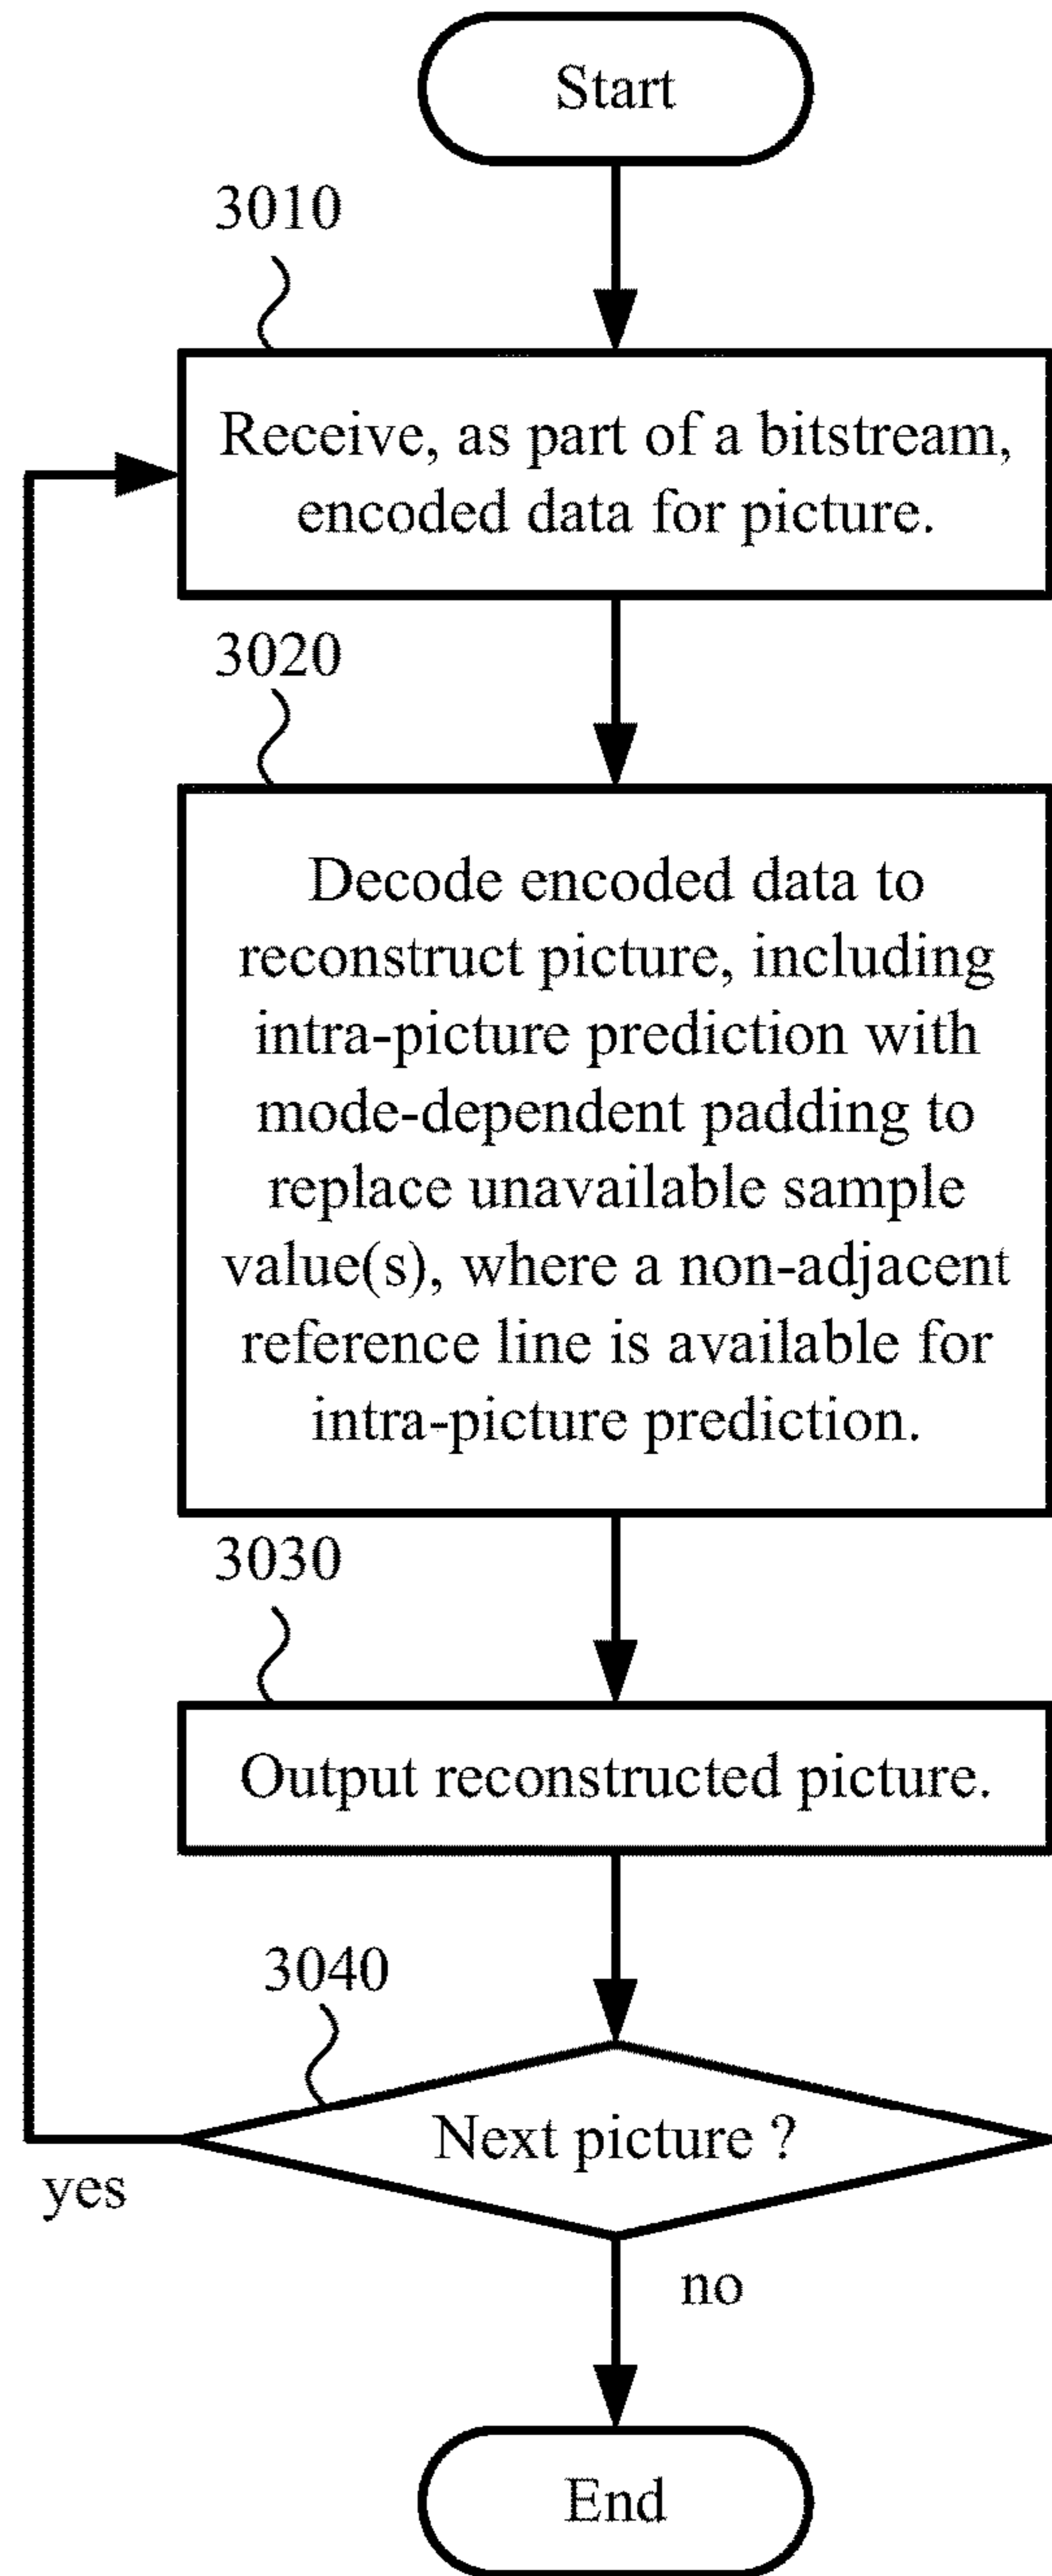 Start
3010
Receive, as part of a bitstream,
encoded data for picture.
3020
Decode encoded data to
reconstruct picture, including
intra-picture prediction with
mode-dependent padding to
replace unavailable sample
value(s), where a non-adjacent
reference line is available for
intra-picture prediction.
3030
Output reconstructed picture.
3040
Next picture ?
yes
no
End